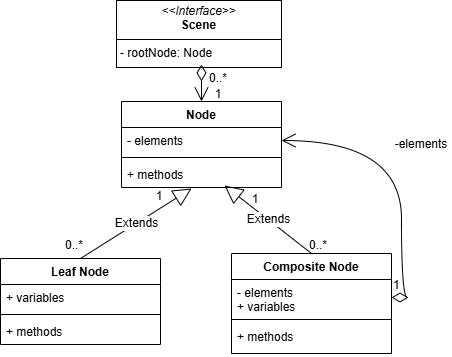 <<Interface>>
Scene
- rootNode: Node
0..*
1
Node
- elements
+ methods
-elements
1
1
Extends
Extends
0..*
0..*
Leaf Node
+ variables
+ methods
Composite Node
- elements
+ variables
+ methods
1